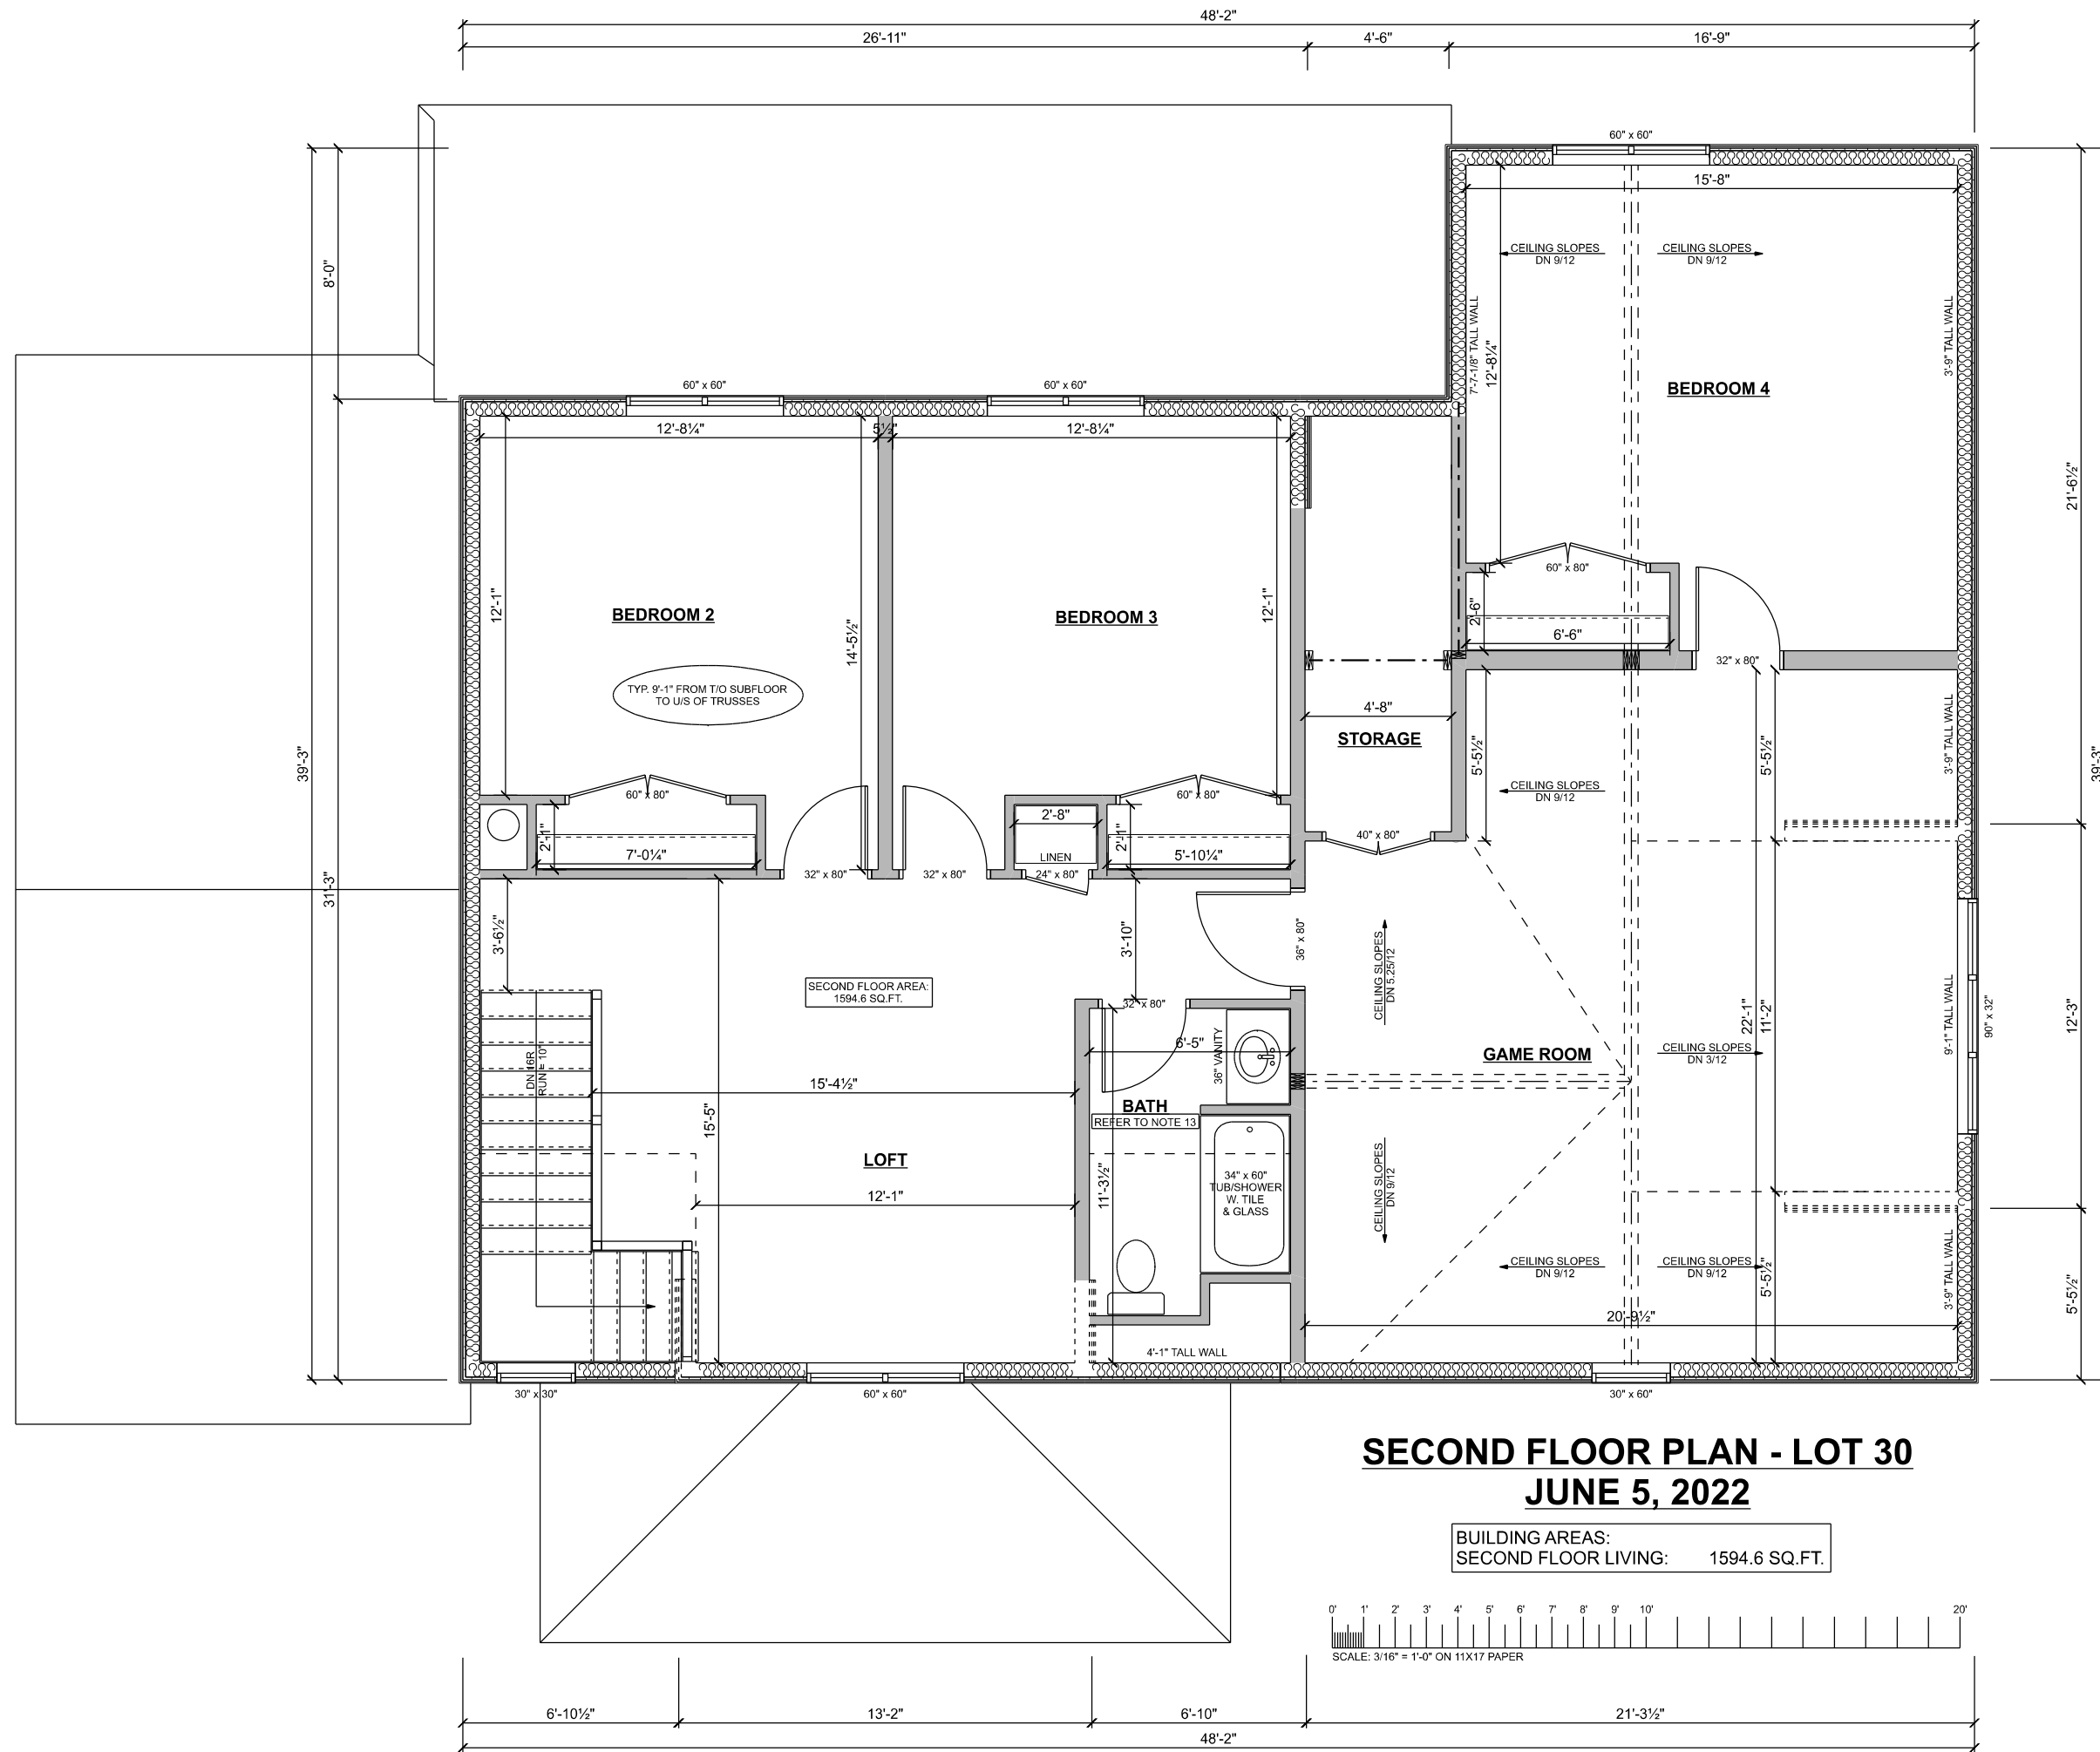 48'-2"
26'-11"
4'-6"
16'-9"
60" x 60"
15'-8"
8'-0"
CEILING SLOPES
DN 9/12
CEILING SLOPES
DN 9/12
7'-7-1/8" TALL WALL
12'-8¼"
3'-9" TALL WALL
BEDROOM 4
60" x 60"
60" x 60"
12'-8¼"
5½"
12'-8¼"
21'-6½"
12'-1"
BEDROOM 2
14'-5½"
BEDROOM 3
12'-1"
60" x 80"
2'-6"
6'-6"
32" x 80"
TYP. 9'-1" FROM T/O SUBFLOOR
TO U/S OF TRUSSES
4'-8"
STORAGE
5'-5½"
5'-5½"
3'-9" TALL WALL
39'-3"
39'-3"
CEILING SLOPES
DN 9/12
60" x 80"
2'-1"
7'-0¼"
32" x 80"
32" x 80"
2'-8"
LINEN
24" x 80"
60" x 80"
2'-1"
5'-10¼"
40" x 80"
31'-3"
3'-6½"
3'-10"
36" x 80"
CEILING SLOPES
DN 5.25/12
SECOND FLOOR AREA:
1594.6 SQ.FT.
32" x 80"
DN 16R
RUN = 10"
15'-4½"
15'-5"
6'-5"
36" VANITY
BATH
REFER TO NOTE 13
GAME ROOM
22'-1"
11'-2"
CEILING SLOPES
DN 3/12
9'-1" TALL WALL
90" x 32"
12'-3"
LOFT
12'-1"
11'-3½"
34" x 60"
TUB/SHOWER
W. TILE
& GLASS
CEILING SLOPES
DN 9/12
CEILING SLOPES
DN 9/12
CEILING SLOPES
DN 9/12
5'-5½"
3'-9" TALL WALL
5'-5½"
20'-9½"
4'-1" TALL WALL
30" x 30"
60" x 60"
30" x 60"
SECOND FLOOR PLAN - LOT 30
JUNE 5, 2022
BUILDING AREAS:
SECOND FLOOR LIVING: 1594.6 SQ.FT.
0' 1' 2' 3' 4' 5' 6' 7' 8' 9' 10' 20'
SCALE: 3/16" = 1'-0" ON 11X17 PAPER
6'-10½"
13'-2"
6'-10"
21'-3½"
48'-2"